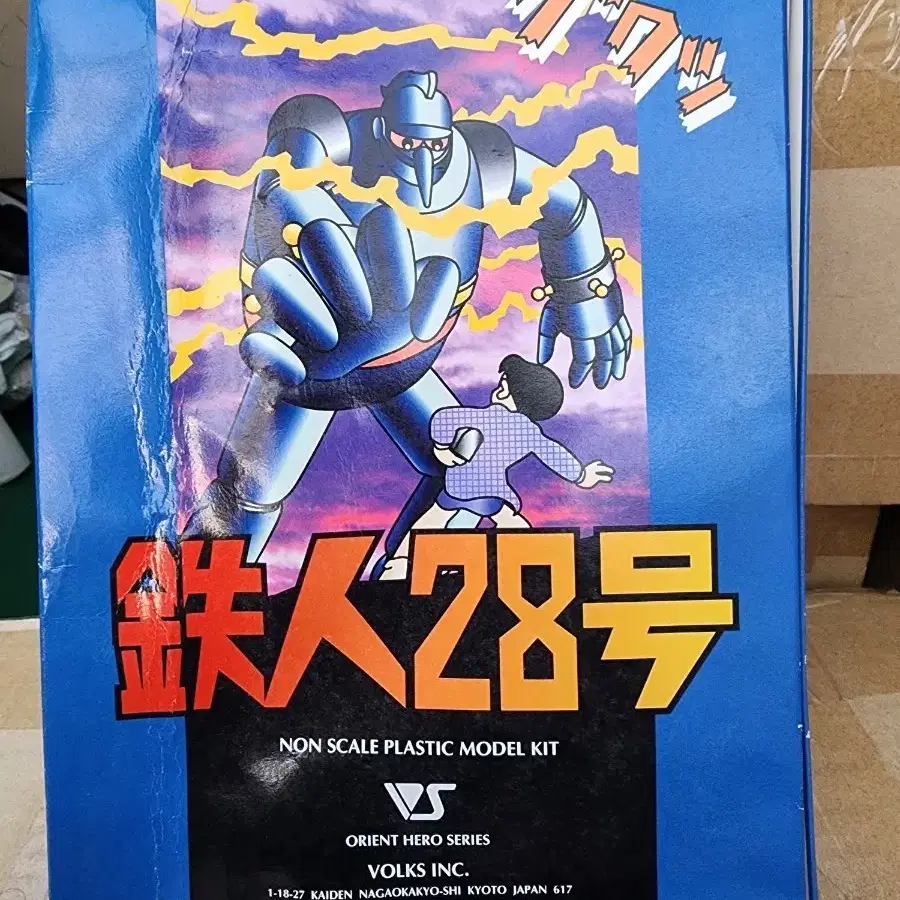 鉄人28号
NON SCALE PLASTIC MODEL KIT
VS
ORIENT HERO SERIES
VOLKS INC.
1-18-27 KAIDEN NAGAOKAKYO-SHI KYOTO JAPAN 617